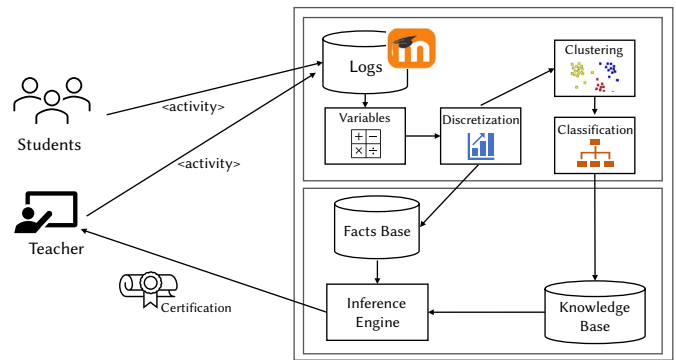 Logs
Clustering
<activity>
Variables
Discretization
Classification
Students
<activity>
Teacher
Facts Base
Certification
Inference
Engine
Knowledge
Base